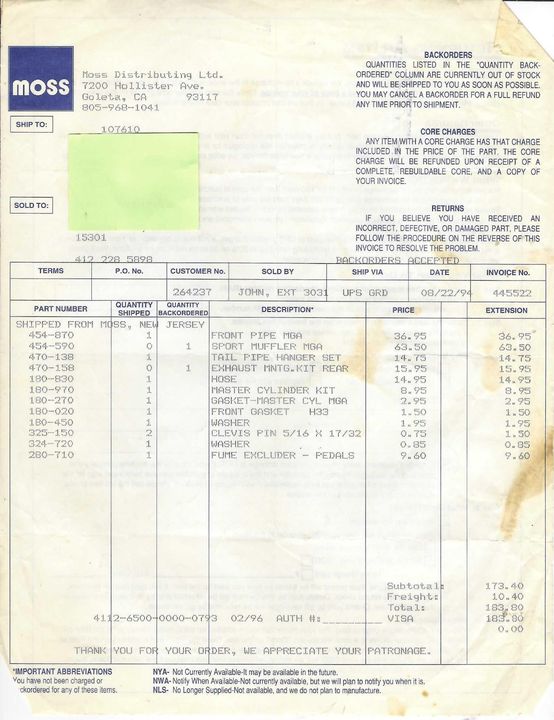 moss
Moss Distributing Ltd.
7200 Hollister Ave.
Goleta, CA 93117
805-968-1041
BACKORDERS
QUANTITIES LISTED IN THE "QUANTITY BACK-
ORDERED" COLUMN ARE CURRENTLY OUT OF STOCK
AND WILL BE SHIPPED TO YOU AS SOON AS POSSIBLE.
YOU MAY CANCEL A BACKORDER FOR A FULL REFUND
ANY TIME PRIOR TO SHIPMENT.
SHIP TO:
107610
CORE CHARGES
ANY ITEM WITH A CORE CHARGE HAS THAT CHARGE
INCLUDED IN THE PRICE OF THE PART. THE CORE
CHARGE WILL BE REFUNDED UPON RECEIPT OF A
COMPLETE, REBUILDABLE CORE, AND A COPY OF
YOUR INVOICE.
SOLD TO:
15301
412 228 5898
RETURNS
IF YOU BELIEVE YOU HAVE RECEIVED AN
INCORRECT, DEFECTIVE, OR DAMAGED PART, PLEASE
FOLLOW THE PROCEDURE ON THE REVERSE OF THIS
INVOICE TO RESOLVE THE PROBLEM.
BACKORDERS ACCEPTED
TERMS P.O. No. CUSTOMER No. SOLD BY SHIP VIA DATE INVOICE No.
264237 JOHN, EXT 3031 UPS GRD 08/22/94 445522
PART NUMBER QUANTITY SHIPPED QUANTITY BACKORDERED DESCRIPTION* PRICE EXTENSION
SHIPPED FROM MOSS, NEW JERSEY
454-870 1 FRONT PIPE MGA 36.95 36.95
454-590 0 1 SPORT MUFFLER MGA 63.50 63.50
470-138 1 TAIL PIPE HANGER SET 14.75 14.75
470-158 0 1 EXHAUST MNTG.KIT REAR 15.95 15.95
180-830 1 HOSE 14.95 14.95
180-970 1 MASTER CYLINDER KIT 8.95 8.95
180-270 1 GASKET-MASTER CYL MGA 2.95 2.95
180-020 1 FRONT GASKET H33 1.50 1.50
180-450 1 WASHER 1.95 1.95
325-150 2 CLEVIS PIN 5/16 X 17/32 0.75 1.50
324-720 1 WASHER 0.85 0.85
280-710 1 FUME EXCLUDER - PEDALS 9.60 9.60
Subtotal: 173.40
Freight: 10.40
Total: 183.80
4112-6500-0000-0793 02/96 AUTH #:_________ VISA 183.80
0.00
THANK YOU FOR YOUR ORDER, WE APPRECIATE YOUR PATRONAGE.
*IMPORTANT ABBREVIATIONS
You have not been charged or
ckordered for any of these items.
NYA- Not Currently Available-It may be available in the future.
NWA- Notify When Available-Not currently available, but we will plan to notify you when it is.
NLS- No Longer Supplied-Not available, and we do not plan to manufacture.